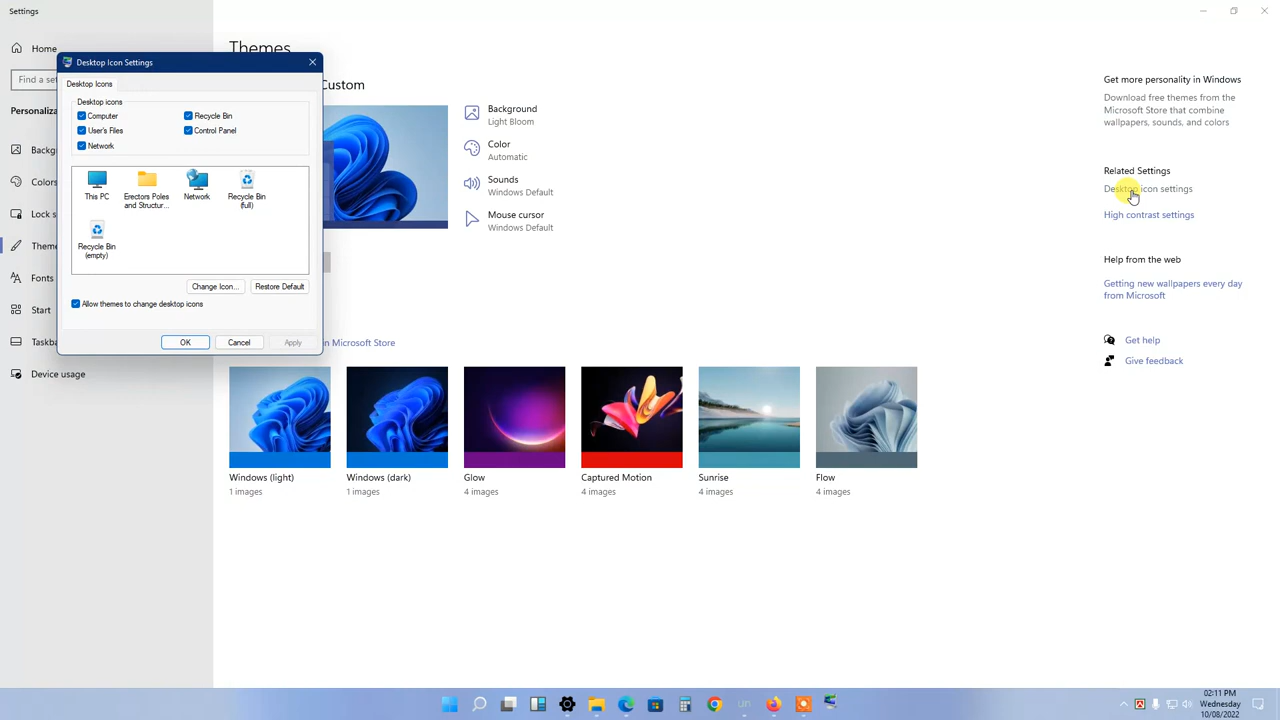 Settings
Home
Find a se
Personaliza
Backg
Colors
Lock s
Theme
Fonts
Start
Taskba
Device usage
Themes
Custom
Desktop Icon Settings
Desktop Icons
Desktop icons
Computer
Recycle Bin
User's Files
Control Panel
Network
This PC
Erectors Poles and Structur...
Network
Recycle Bin (full)
Recycle Bin (empty)
Change Icon...
Restore Default
Allow themes to change desktop icons
OK
Cancel
Apply
Background
Light Bloom
Color
Automatic
Sounds
Windows Default
Mouse cursor
Windows Default
in Microsoft Store
Windows (light)
1 images
Windows (dark)
1 images
Glow
4 images
Captured Motion
4 images
Sunrise
4 images
Flow
4 images
Get more personality in Windows
Download free themes from the
Microsoft Store that combine
wallpapers, sounds, and colors
Related Settings
Desktop icon settings
High contrast settings
Help from the web
Getting new wallpapers every day
from Microsoft
Get help
Give feedback
02:11 PM
Wednesday
10/08/2022